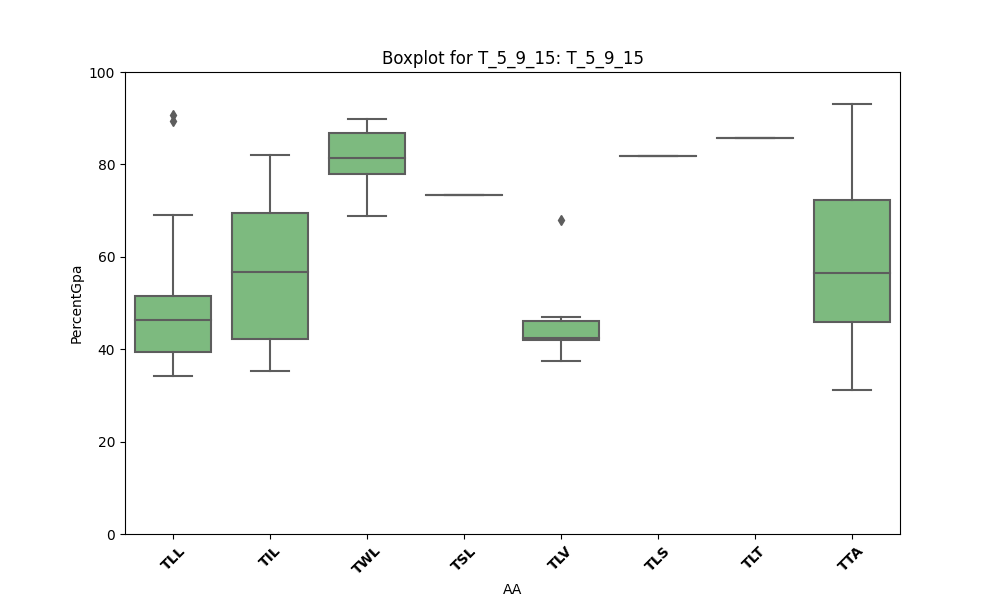 Boxplot for T_5_9_15: T_5_9_15
100
80
60
40
20
0
PercentGpa
TLL
TIL
TWL
TSL
TLV
TLS
TLT
TTA
AA